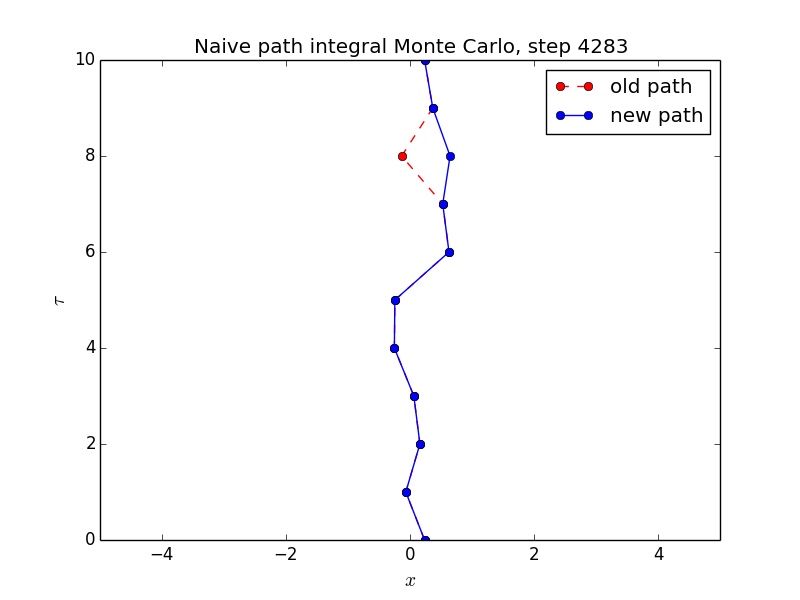 Naive path integral Monte Carlo, step 4283
old path
new path
10
8
6
4
2
0
τ
−4
−2
0
2
4
x